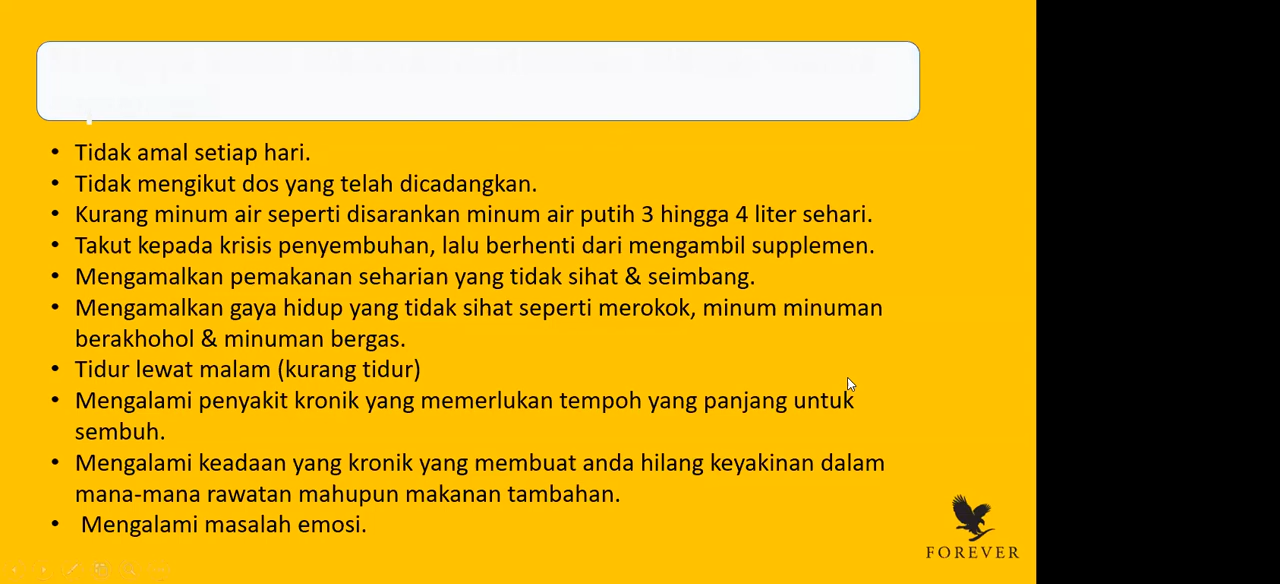 • Tidak amal setiap hari.
• Tidak mengikut dos yang telah dicadangkan.
• Kurang minum air seperti disarankan minum air putih 3 hingga 4 liter sehari.
• Takut kepada krisis penyembuhan, lalu berhenti dari mengambil supplemen.
• Mengamalkan pemakanan seharian yang tidak sihat & seimbang.
• Mengamalkan gaya hidup yang tidak sihat seperti merokok, minum minuman
berakhohol & minuman bergas.
• Tidur lewat malam (kurang tidur)
• Mengalami penyakit kronik yang memerlukan tempoh yang panjang untuk
sembuh.
• Mengalami keadaan yang kronik yang membuat anda hilang keyakinan dalam
mana-mana rawatan mahupun makanan tambahan.
• Mengalami masalah emosi.
FOREVER